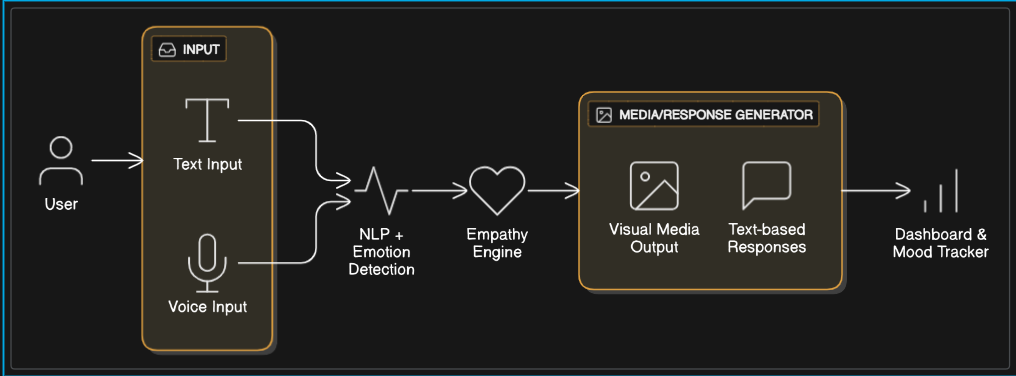 INPUT
Text Input
Voice Input
User
NLP +
Emotion
Detection
Empathy
Engine
MEDIA/RESPONSE GENERATOR
Visual Media
Output
Text-based
Responses
Dashboard &
Mood Tracker